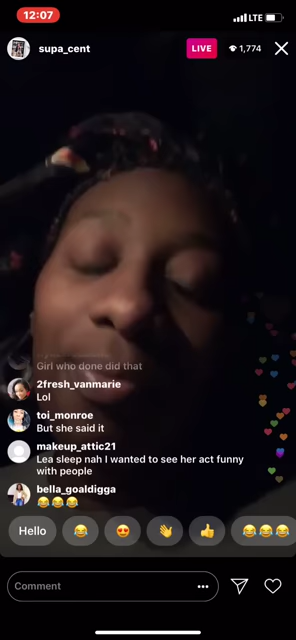 12:07
LTE
supa_cent
LIVE
1,774
Girl who done did that
2fresh_vanmarie
Lol
toi_monroe
But she said it
makeup_attic21
Lea sleep nah I wanted to see her act funny
with people
bella_goaldigga
😂😂😂
Hello 😂 😍 👋 👍 😂😂😂
Comment